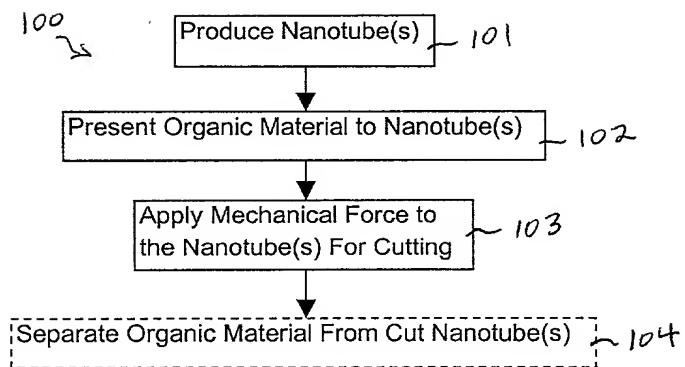 100
Produce Nanotube(s)
101
Present Organic Material to Nanotube(s)
102
Apply Mechanical Force to
the Nanotube(s) For Cutting
103
Separate Organic Material From Cut Nanotube(s)
104